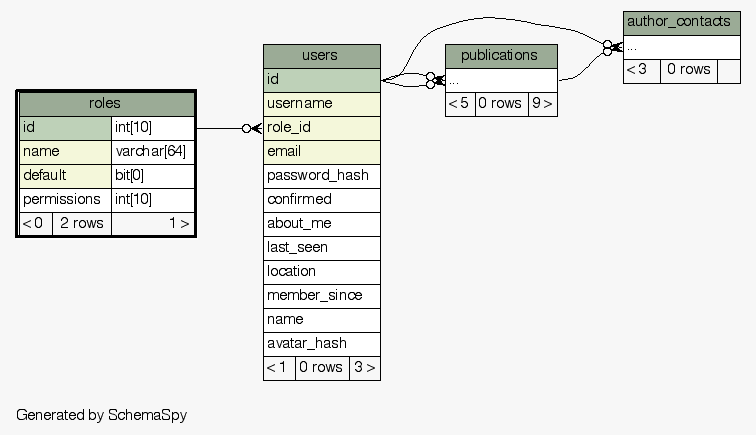 author_contacts
...
< 3 0 rows
users
id
username
role_id
email
password_hash
confirmed
about_me
last_seen
location
member_since
name
avatar_hash
< 1 0 rows 3 >
publications
...
< 5 0 rows 9 >
roles
id int[10]
name varchar[64]
default bit[0]
permissions int[10]
< 0 2 rows 1 >
Generated by SchemaSpy